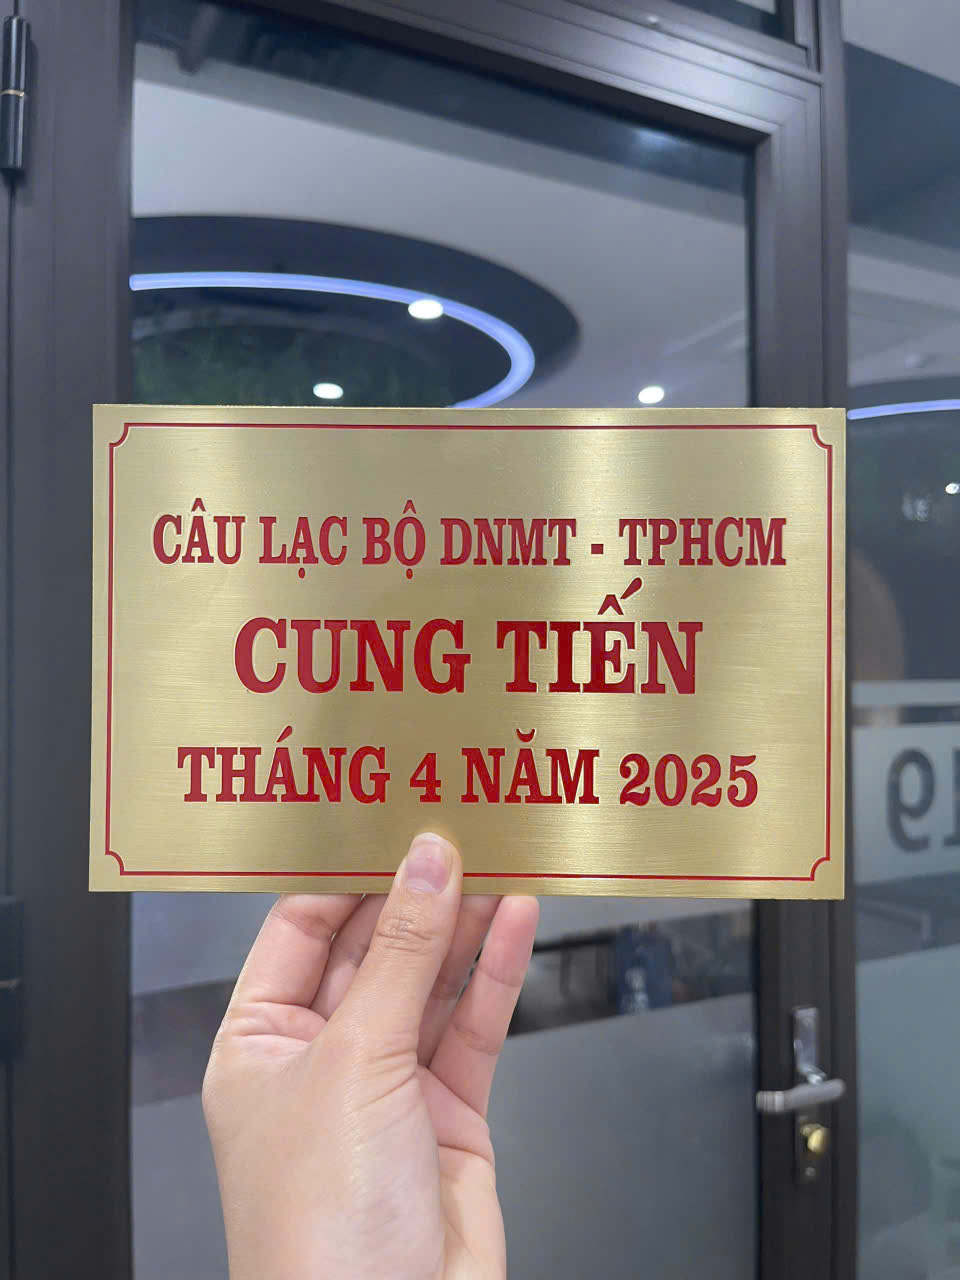 CÂU LẠC BỘ DNMT - TPHCM
CUNG TIẾN
THÁNG 4 NĂM 2025